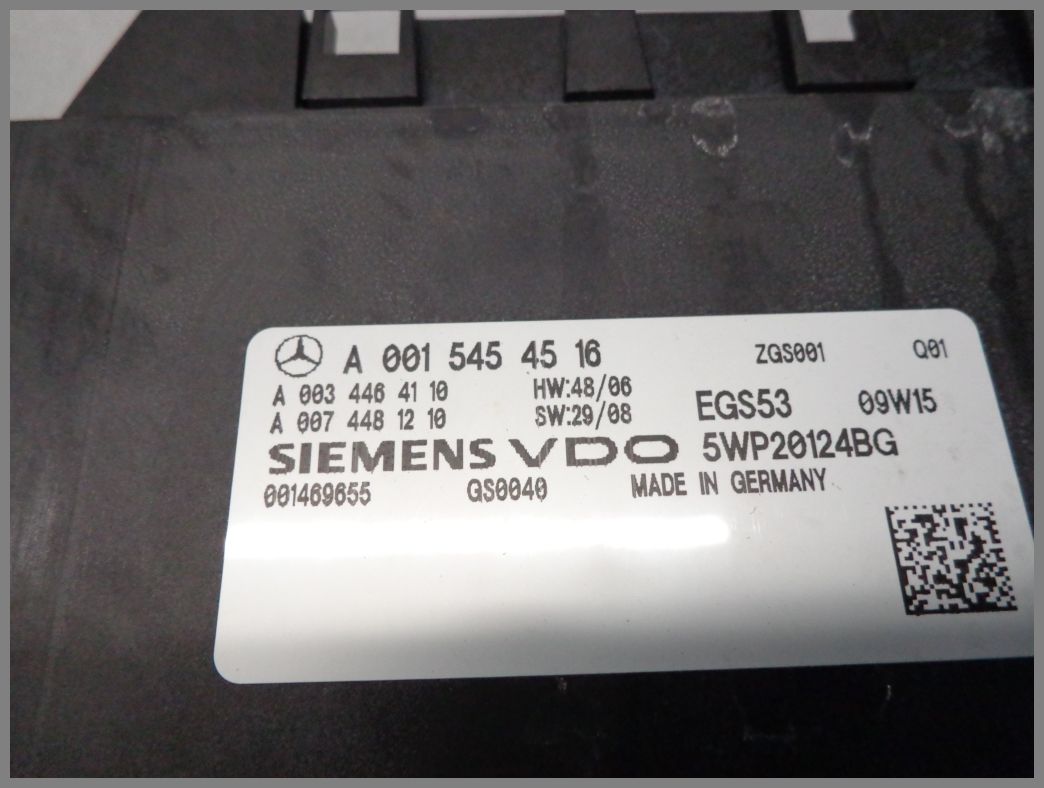 A 001 545 45 16 ZGS001 Q01
A 003 446 41 10 HW:48/06
A 007 448 12 10 SW:29/08 EGS53 09W15
SIEMENS VDO 5WP20124BG
001469655 GS0040 MADE IN GERMANY